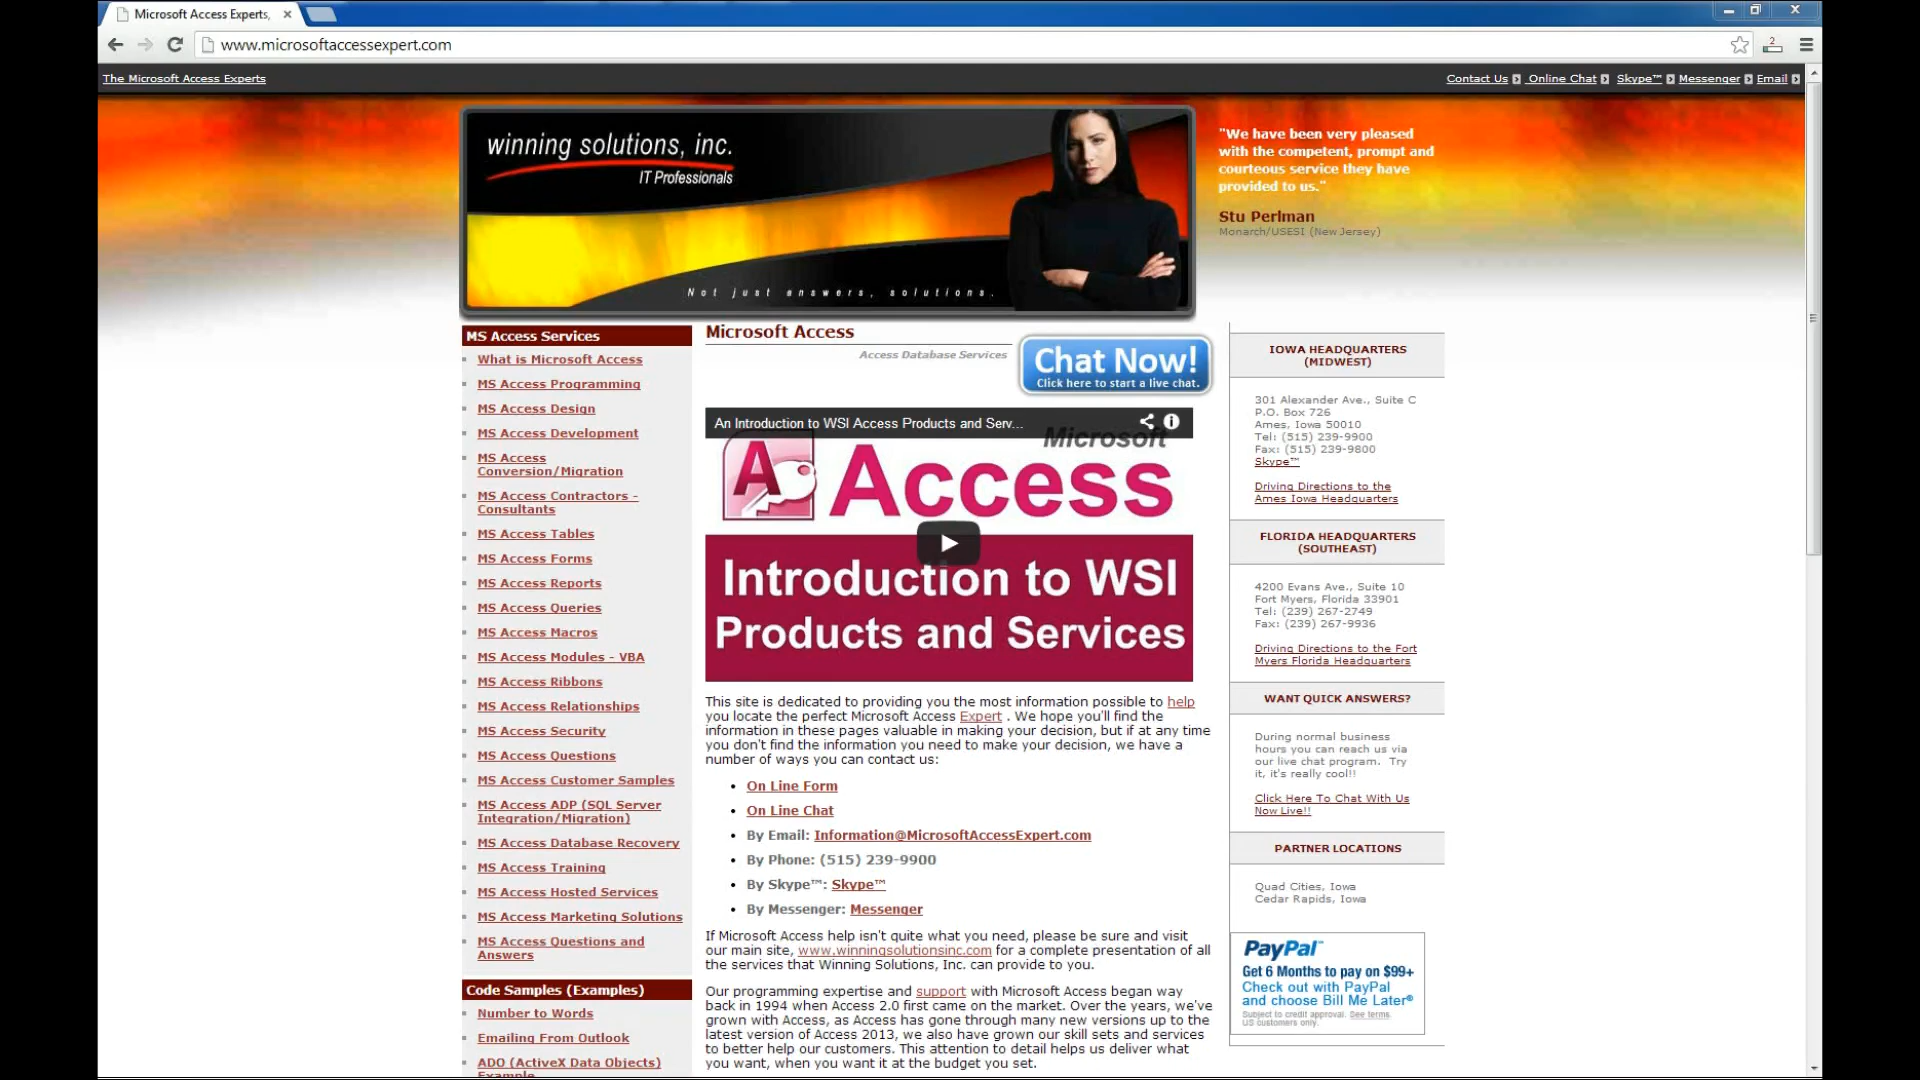 Microsoft Access Experts,
www.microsoftaccessexpert.com
2
The Microsoft Access Experts
Contact Us Online Chat Skype™ Messenger Email
winning solutions, inc.
IT Professionals
Not just answers, solutions.
"We have been very pleased
with the competent, prompt and
courteous service they have
provided to us."
Stu Perlman
Monarch/USESI (New Jersey)
MS Access Services
What is Microsoft Access
MS Access Programming
MS Access Design
MS Access Development
MS Access
Conversion/Migration
MS Access Contractors -
Consultants
MS Access Tables
MS Access Forms
MS Access Reports
MS Access Queries
MS Access Macros
MS Access Modules - VBA
MS Access Ribbons
MS Access Relationships
MS Access Security
MS Access Questions
MS Access Customer Samples
MS Access ADP (SQL Server
Integration/Migration)
MS Access Database Recovery
MS Access Training
MS Access Hosted Services
MS Access Marketing Solutions
MS Access Questions and
Answers
Code Samples (Examples)
Number to Words
Emailing From Outlook
ADO (ActiveX Data Objects)
Example
Microsoft Access
Access Database Services
Chat Now!
Click here to start a live chat.
An Introduction to WSI Access Products and Serv...
Microsoft
A Access
Introduction to WSI
Products and Services
This site is dedicated to providing you the most information possible to help
you locate the perfect Microsoft Access Expert . We hope you'll find the
information in these pages valuable in making your decision, but if at any time
you don't find the information you need to make your decision, we have a
number of ways you can contact us:
• On Line Form
• On Line Chat
• By Email: Information@MicrosoftAccessExpert.com
• By Phone: (515) 239-9900
• By Skype™: Skype™
• By Messenger: Messenger
If Microsoft Access help isn't quite what you need, please be sure and visit
our main site, www.winningsolutionsinc.com for a complete presentation of all
the services that Winning Solutions, Inc. can provide to you.
Our programming expertise and support with Microsoft Access began way
back in 1994 when Access 2.0 first came on the market. Over the years, we've
grown with Access, as Access has gone through many new versions up to the
latest version of Access 2013, we also have grown our skill sets and services
to better help our customers. This attention to detail helps us deliver what
you want, when you want it at the budget you set.
IOWA HEADQUARTERS
(MIDWEST)
301 Alexander Ave., Suite C
P.O. Box 726
Ames, Iowa 50010
Tel: (515) 239-9900
Fax: (515) 239-9800
Skype™
Driving Directions to the
Ames Iowa Headquarters
FLORIDA HEADQUARTERS
(SOUTHEAST)
4200 Evans Ave., Suite 10
Fort Myers, Florida 33901
Tel: (239) 267-2749
Fax: (239) 267-9936
Driving Directions to the Fort
Myers Florida Headquarters
WANT QUICK ANSWERS?
During normal business
hours you can reach us via
our live chat program. Try
it, it's really cool!!
Click Here To Chat With Us
Now Live!!
PARTNER LOCATIONS
Quad Cities, Iowa
Cedar Rapids, Iowa
PayPal™
Get 6 Months to pay on $99+
Check out with PayPal
and choose Bill Me Later®
Subject to credit approval. See terms.
US customers only.